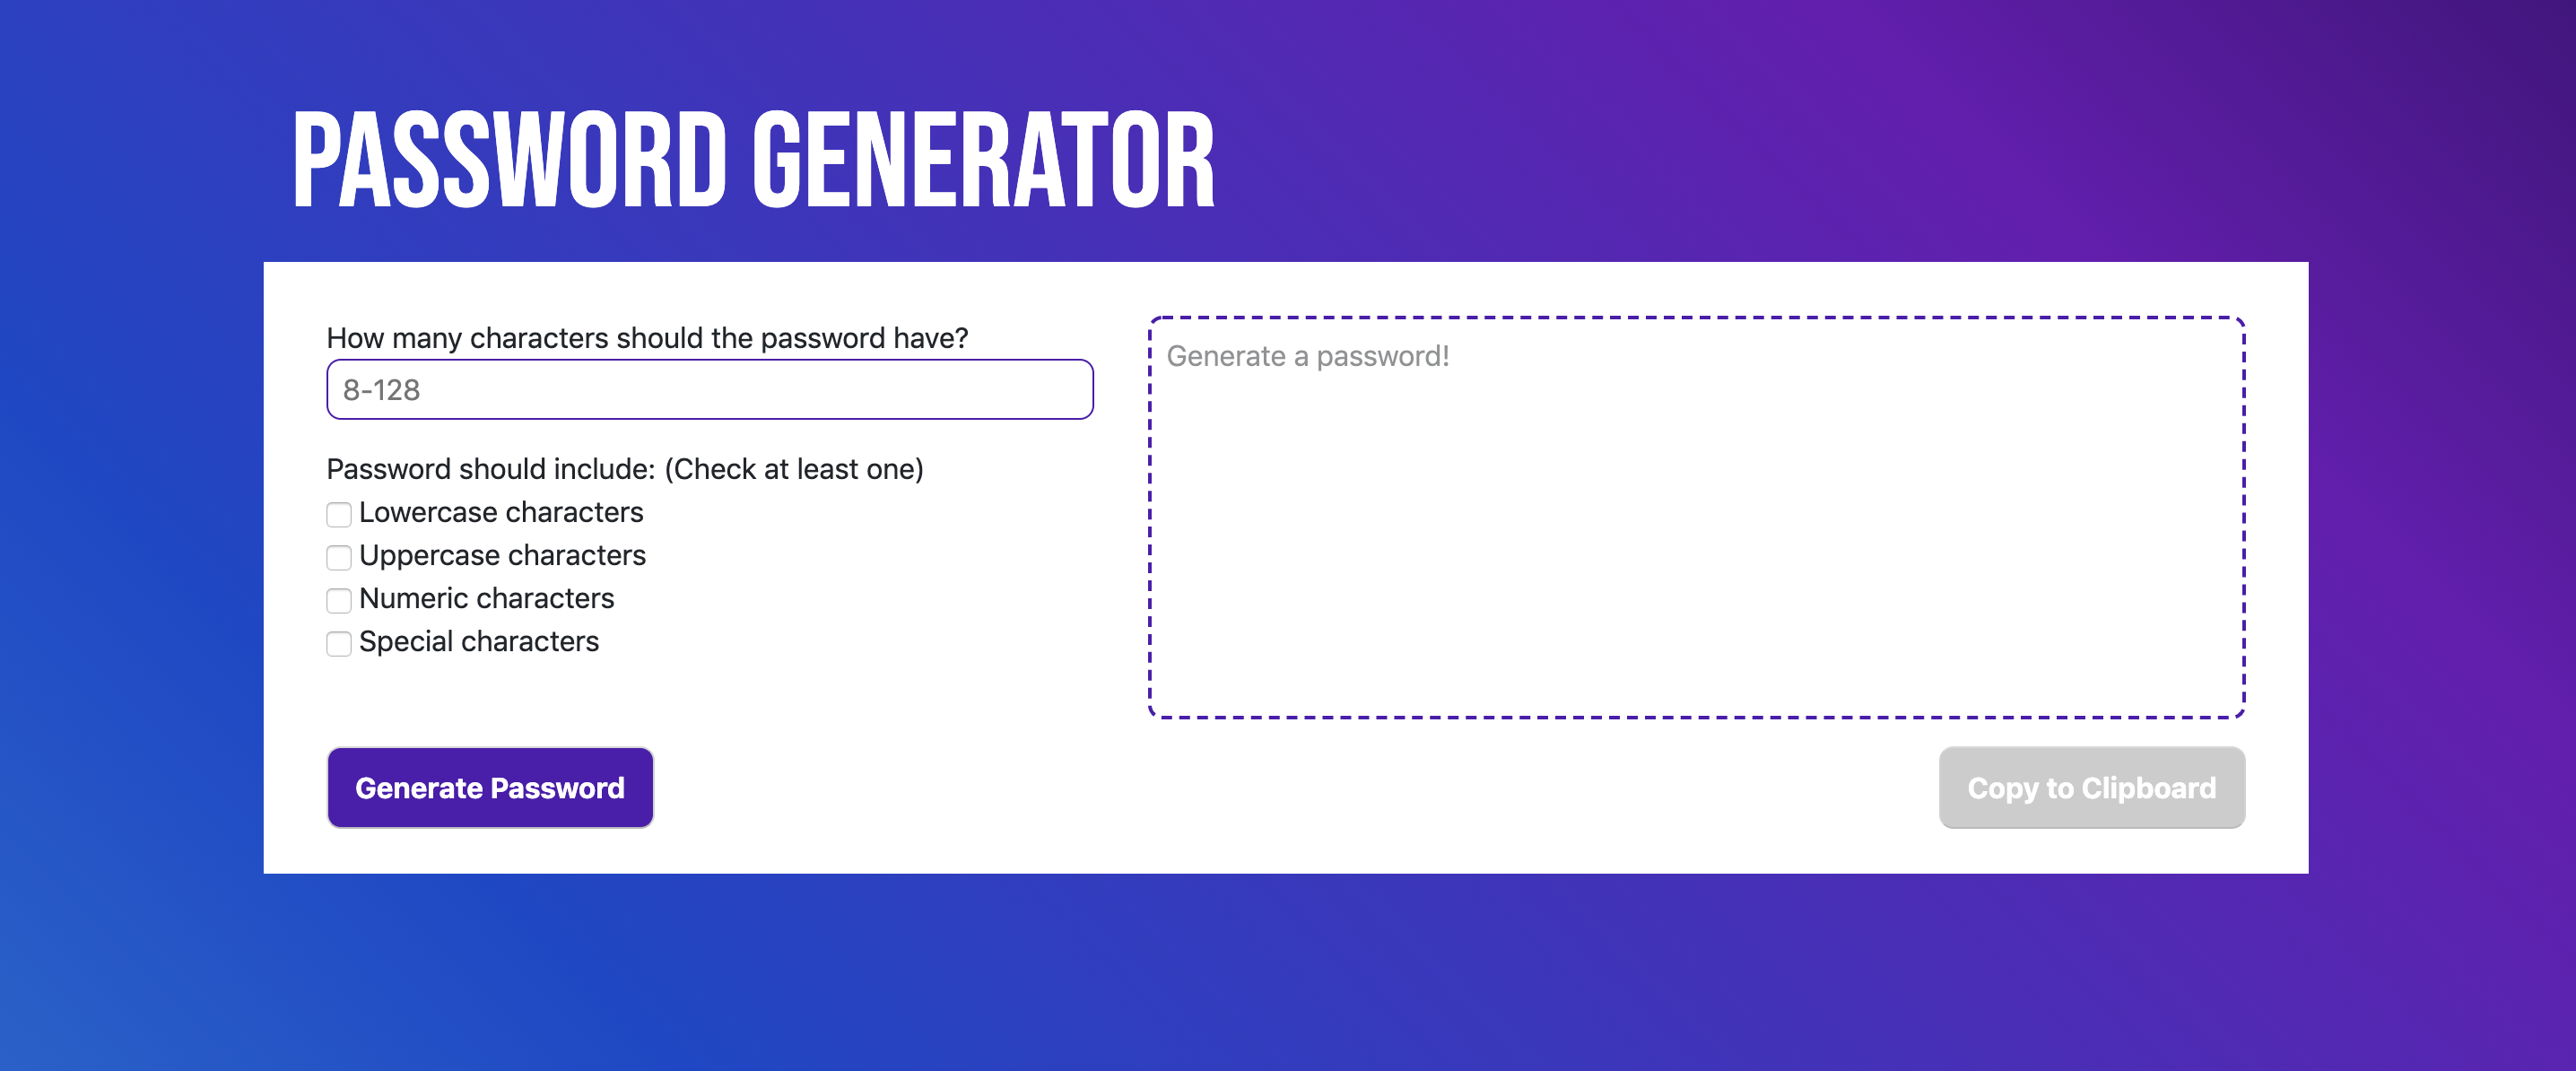 PASSWORD GENERATOR
How many characters should the password have?
8-128
Password should include: (Check at least one)
Lowercase characters
Uppercase characters
Numeric characters
Special characters
Generate Password
Generate a password!
Copy to Clipboard